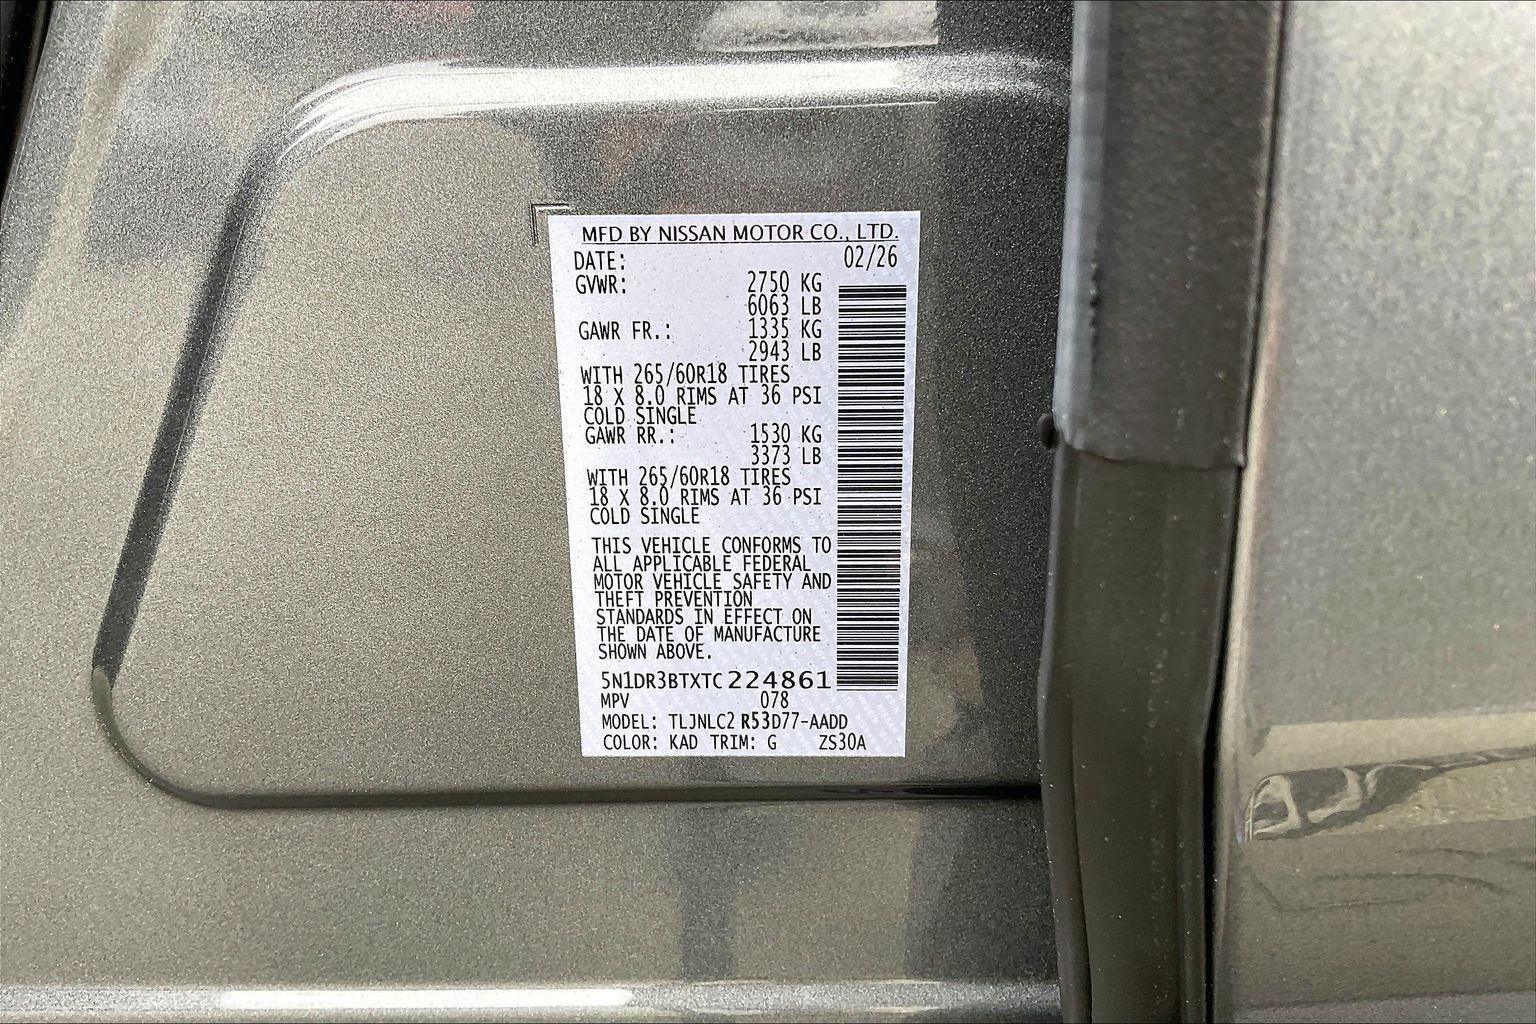 MFD BY NISSAN MOTOR CO., LTD.
DATE: 02/26
GVWR: 2750 KG
6063 LB
GAWR FR.: 1335 KG
2943 LB
WITH 265/60R18 TIRES
18 X 8.0 RIMS AT 36 PSI
COLD SINGLE
GAWR RR.: 1530 KG
3373 LB
WITH 265/60R18 TIRES
18 X 8.0 RIMS AT 36 PSI
COLD SINGLE
THIS VEHICLE CONFORMS TO
ALL APPLICABLE FEDERAL
MOTOR VEHICLE SAFETY AND
THEFT PREVENTION
STANDARDS IN EFFECT ON
THE DATE OF MANUFACTURE
SHOWN ABOVE.
5N1DR3BTXTC224861
MPV 078
MODEL: TLJNLC2 R53D77-AADD
COLOR: KAD TRIM: G ZS30A